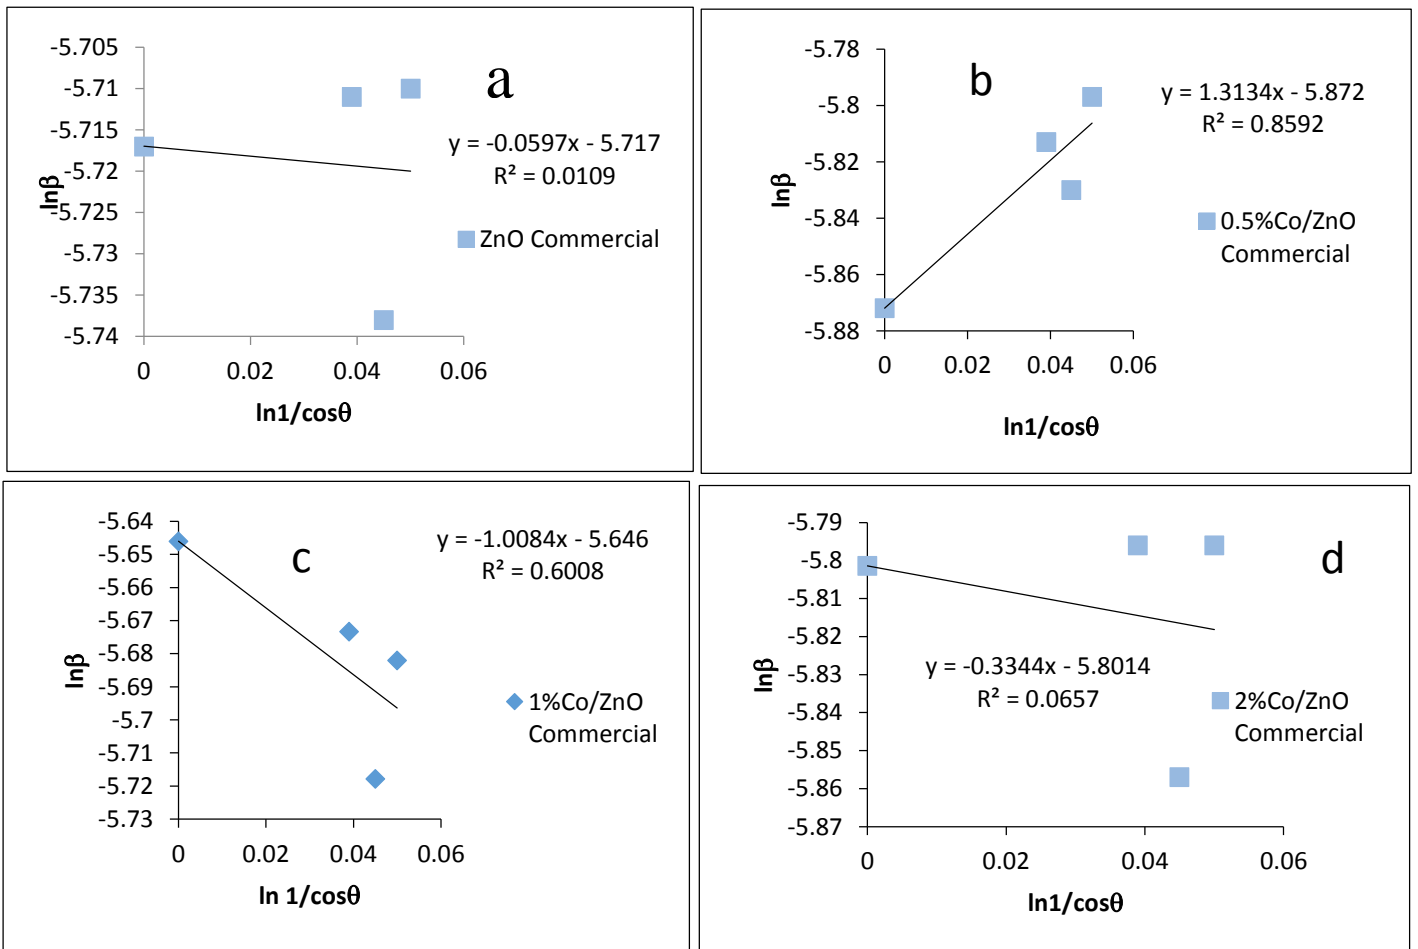 a
-5.705
-5.71
-5.715
-5.72
-5.725
-5.73
-5.735
-5.74
lnβ
0 0.02 0.04 0.06
ln1/cosθ
y = -0.0597x - 5.717
R² = 0.0109
ZnO Commercial
b
-5.78
-5.8
-5.82
-5.84
-5.86
-5.88
lnβ
0 0.02 0.04 0.06
ln1/cosθ
y = 1.3134x - 5.872
R² = 0.8592
0.5%Co/ZnO
Commercial
c
-5.64
-5.65
-5.66
-5.67
-5.68
-5.69
-5.7
-5.71
-5.72
-5.73
lnβ
0 0.02 0.04 0.06
ln 1/cosθ
y = -1.0084x - 5.646
R² = 0.6008
1%Co/ZnO
Commercial
d
-5.79
-5.8
-5.81
-5.82
-5.83
-5.84
-5.85
-5.86
-5.87
lnβ
0 0.02 0.04 0.06
ln1/cosθ
y = -0.3344x - 5.8014
R² = 0.0657
2%Co/ZnO
Commercial